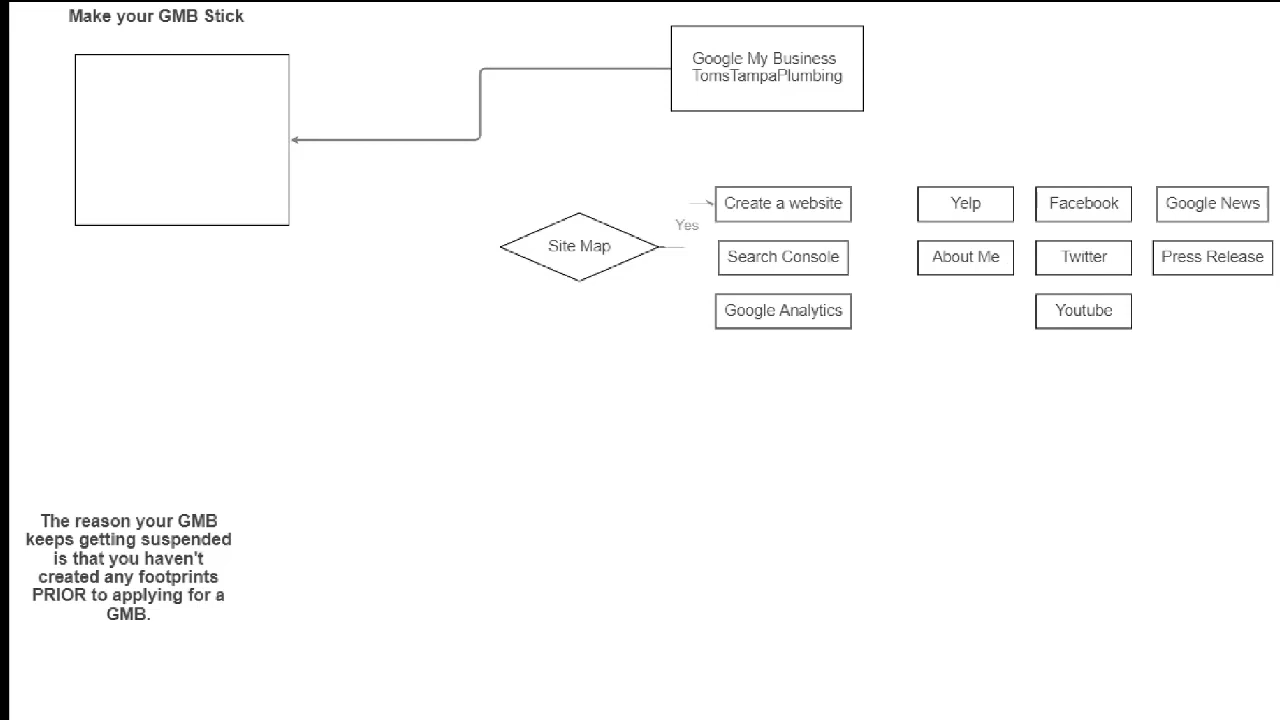 Make your GMB Stick
Google My Business
TomsTampaPlumbing
Create a website
Yelp
Facebook
Google News
Yes
Site Map
Search Console
About Me
Twitter
Press Release
Google Analytics
Youtube
The reason your GMB
keeps getting suspended
is that you haven't
created any footprints
PRIOR to applying for a
GMB.